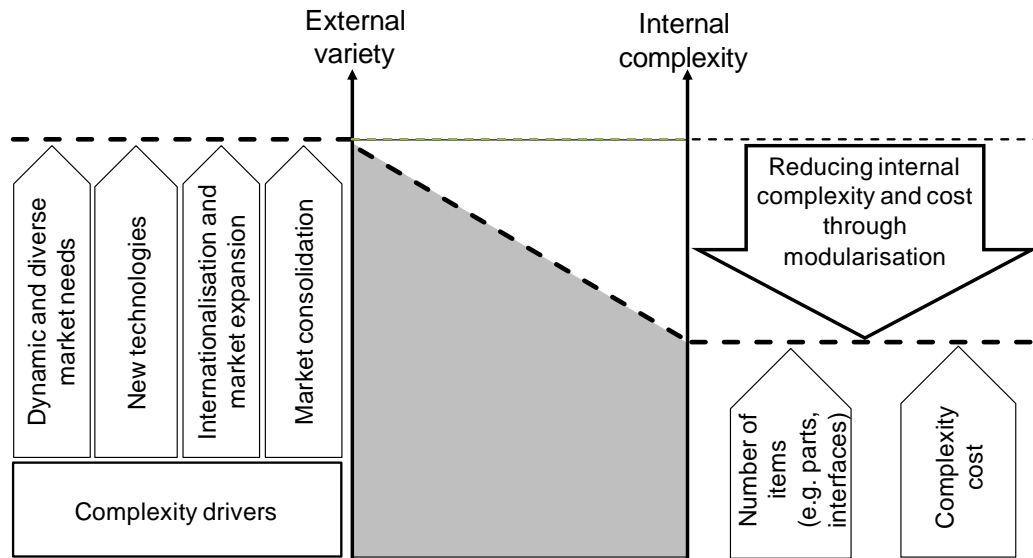 External
variety
Internal
complexity
Dynamic and diverse
market needs
New technologies
Internationalisation and
market expansion
Market consolidation
Complexity drivers
Reducing internal
complexity and cost
through
modularisation
Number of
items
(e.g. parts,
interfaces)
Complexity
cost